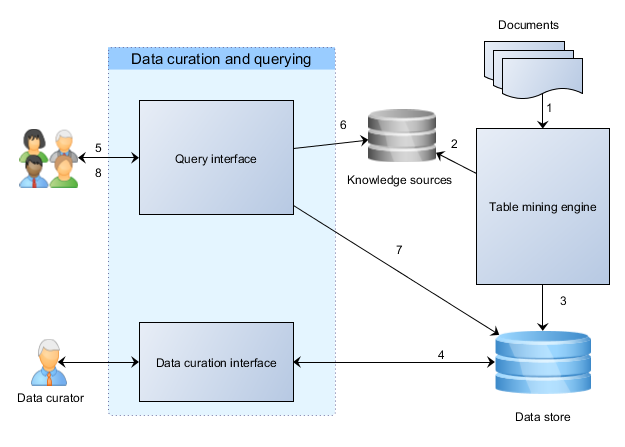 Documents
Data curation and querying
1
6
5
2
Query interface
8
Knowledge sources
Table mining engine
7
3
4
Data curation interface
Data curator
Data store